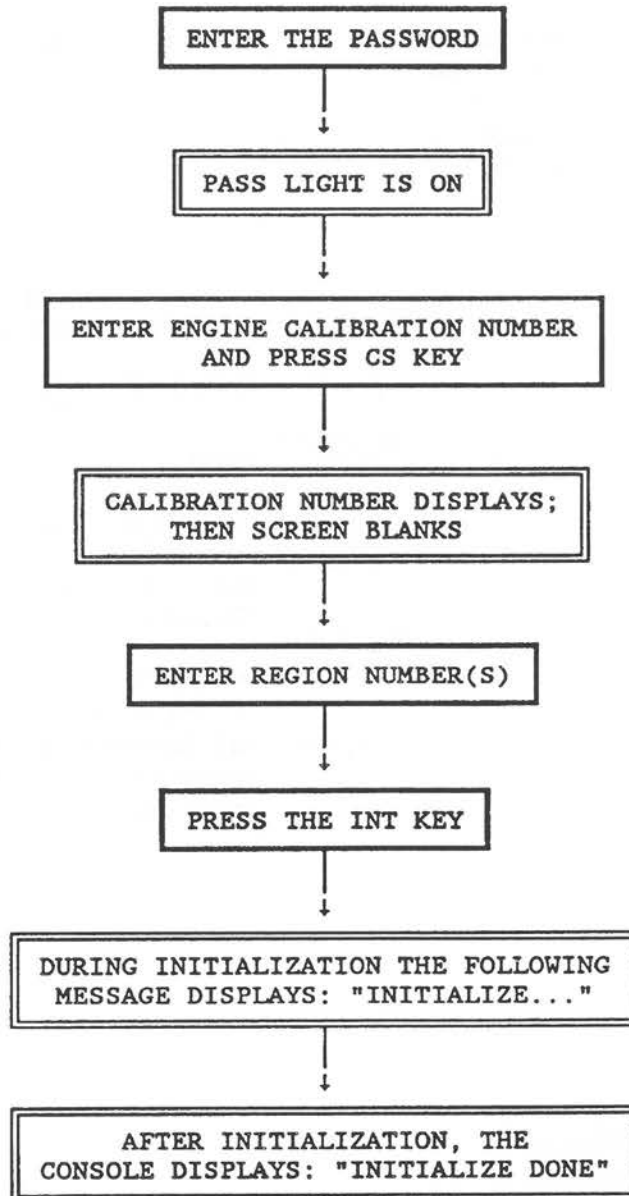 ENTER THE PASSWORD
PASS LIGHT IS ON
ENTER ENGINE CALIBRATION NUMBER
AND PRESS CS KEY
CALIBRATION NUMBER DISPLAYS;
THEN SCREEN BLANKS
ENTER REGION NUMBER(S)
PRESS THE INT KEY
DURING INITIALIZATION THE FOLLOWING
MESSAGE DISPLAYS: "INITIALIZE..."
AFTER INITIALIZATION, THE
CONSOLE DISPLAYS: "INITIALIZE DONE"